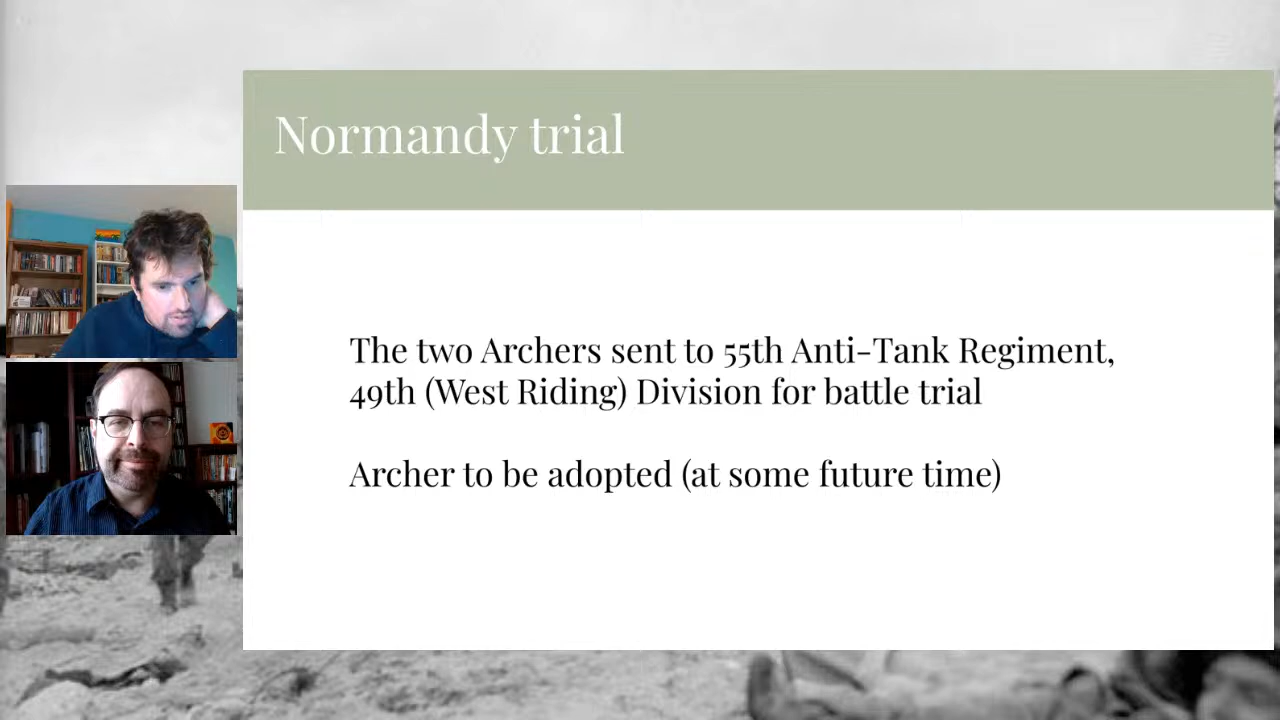 Normandy trial
The two Archers sent to 55th Anti-Tank Regiment,
49th (West Riding) Division for battle trial
Archer to be adopted (at some future time)